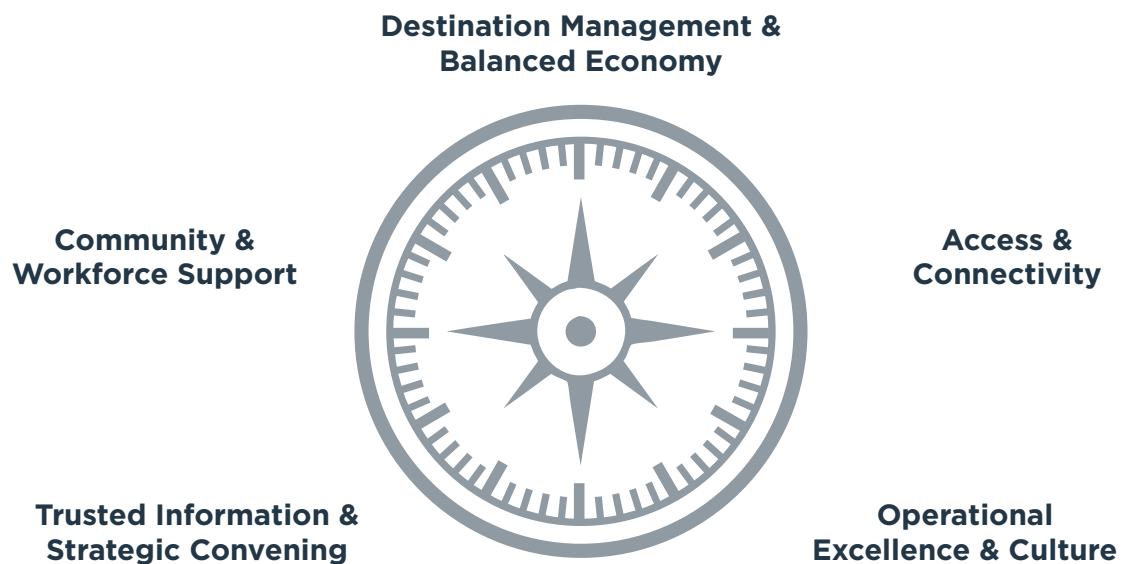 Destination Management &
Balanced Economy
Community &
Workforce Support
Access &
Connectivity
Trusted Information &
Strategic Convening
Operational
Excellence & Culture